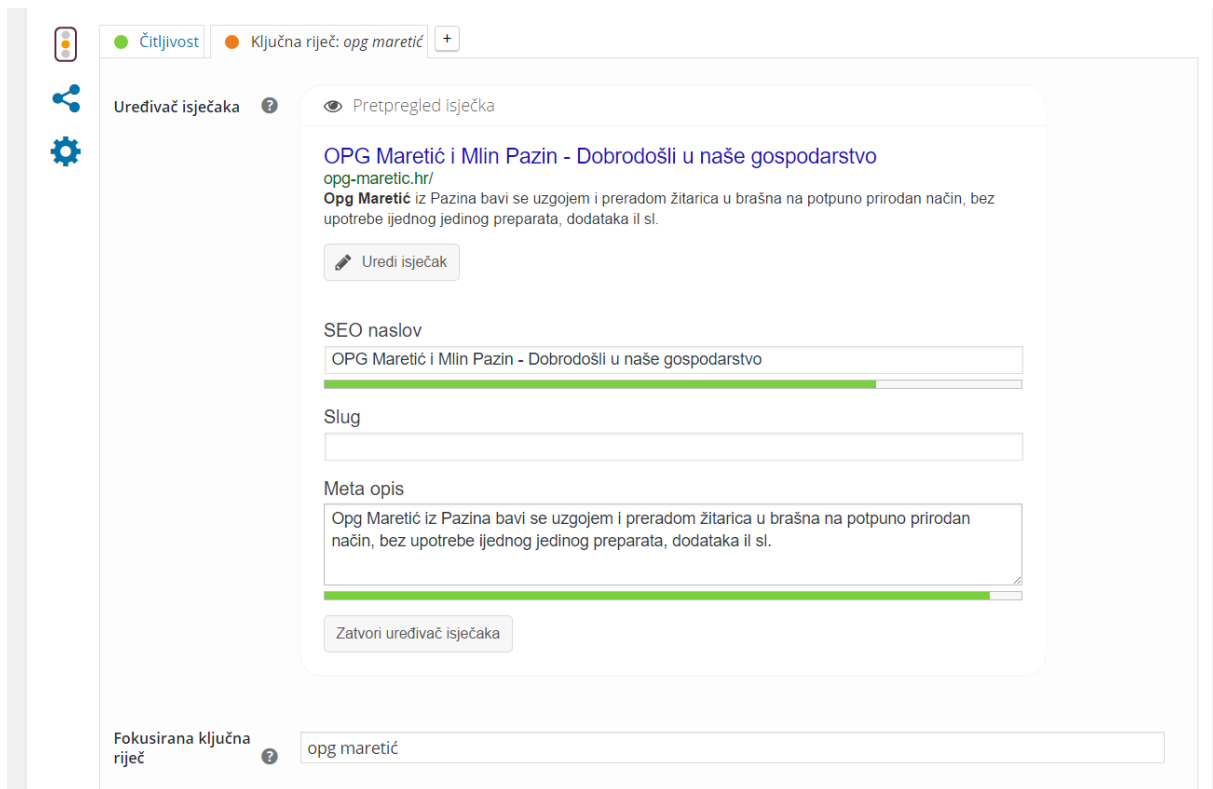 Čitljivost
Ključna riječ: opg maretić
+
Uređivač isječaka
?
Pretpregled isječka
OPG Maretić i Mlin Pazin - Dobrodošli u naše gospodarstvo
opg-maretic.hr/
Opg Maretić iz Pazina bavi se uzgojem i preradom žitarica u brašna na potpuno prirodan način, bez
upotrebe ijednog jedinog preparata, dodataka il sl.
Uredi isječak
SEO naslov
OPG Maretić i Mlin Pazin - Dobrodošli u naše gospodarstvo
Slug
Meta opis
Opg Maretić iz Pazina bavi se uzgojem i preradom žitarica u brašna na potpuno prirodan
način, bez upotrebe ijednog jedinog preparata, dodataka il sl.
Zatvori uređivač isječaka
Fokusirana ključna
riječ
?
opg maretić